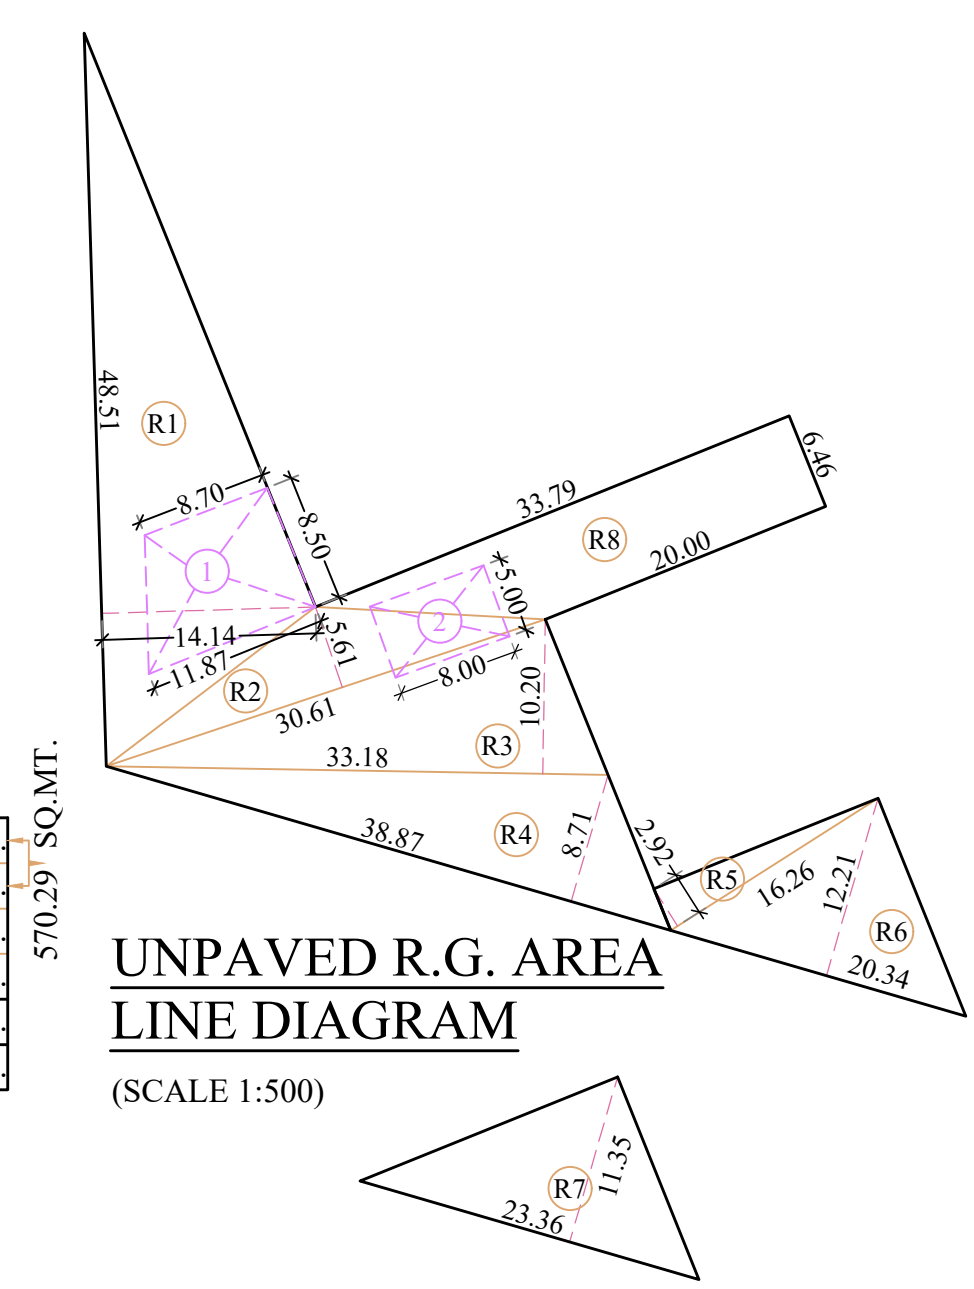 48.51
R1
8.70
8.50
1
33.79
6.46
R8
20.00
5.00
2
5.61
14.14
11.87
8.00
R2
30.61
10.20
R3
33.18
38.87
R4
8.71
2.92
R5
16.26
12.21
R6
20.34
570.29 SQ.MT.
UNPAVED R.G. AREA
LINE DIAGRAM
(SCALE 1:500)
R7
11.35
23.36